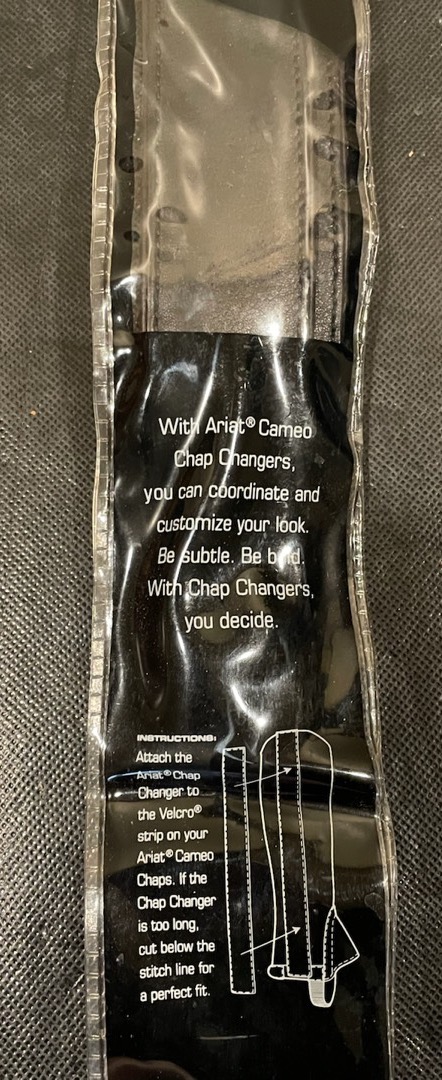 With Ariat® Cameo
Chap Changers,
you can coordinate and
customize your look.
Be subtle. Be bold.
With Chap Changers,
you decide.
INSTRUCTIONS:
Attach the
Ariat® Chap
Changer to
the Velcro®
strip on your
Ariat® Cameo
Chaps. If the
Chap Changer
is too long,
cut below the
stitch line for
a perfect fit.